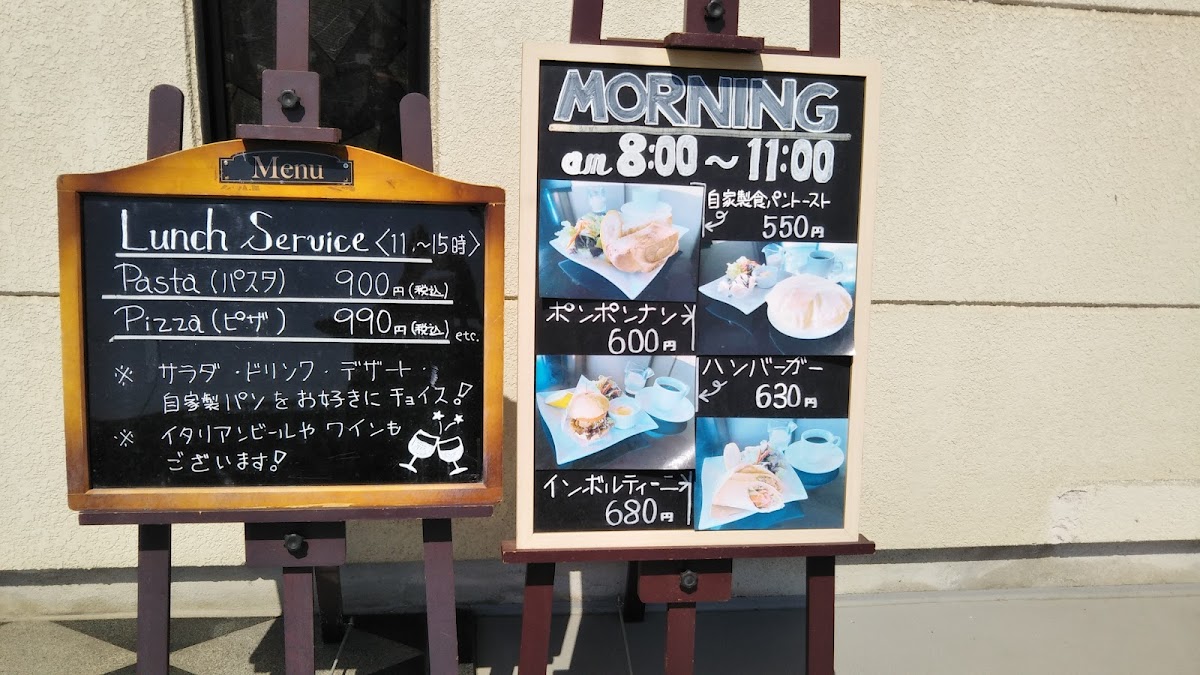 Menu
Lunch Service 〈11〜15時〉
Pasta (パスタ) 900円(税込)
Pizza (ピザ) 990円(税込) etc.
※ サラダ・ドリンク・デザート・
自家製パンをお好きにチョイス!
※ イタリアンビールやワインも
ございます!
MORNING
am 8:00 〜 11:00
自家製食パントースト
550円
ポンポンナン
600円
ハンバーガー
630円
インボルティーニ
680円